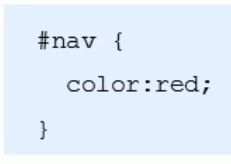 #nav {
  color:red;
}